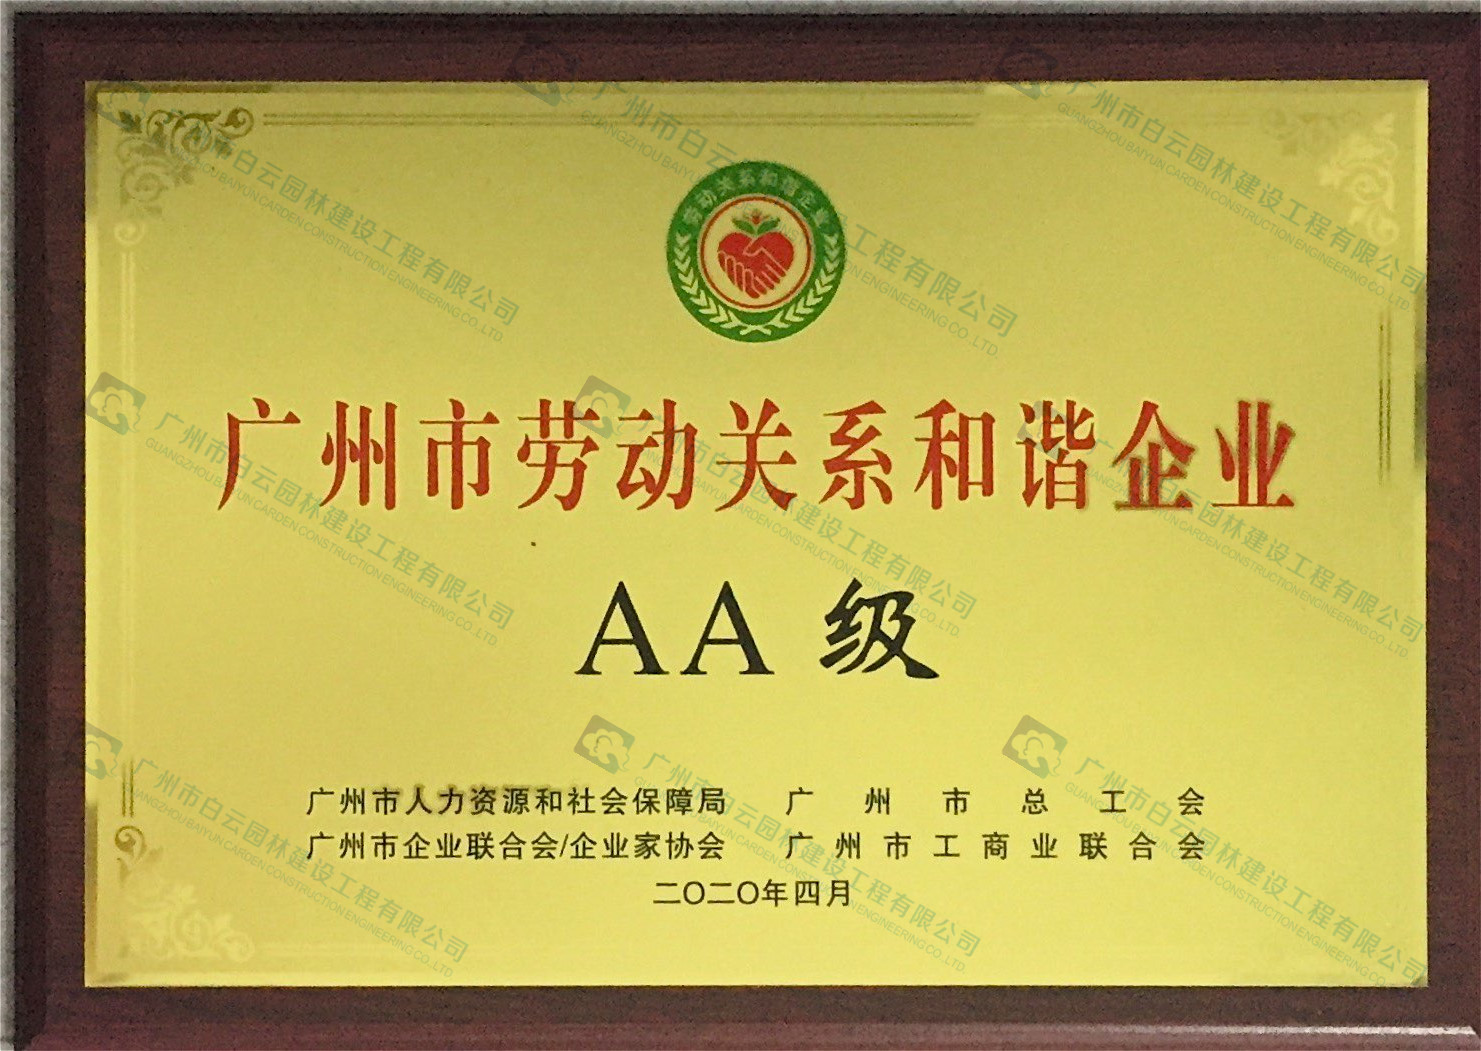 劳动关系和谐企业
广州市劳动关系和谐企业
AA级
广州市人力资源和社会保障局 广州市总工会
广州市企业联合会/企业家协会 广州市工商业联合会
二〇二〇年四月
广州市白云园林建设工程有限公司
GUANGZHOU BAIYUN GARDEN CONSTRUCTION ENGINEERING CO.,LTD.